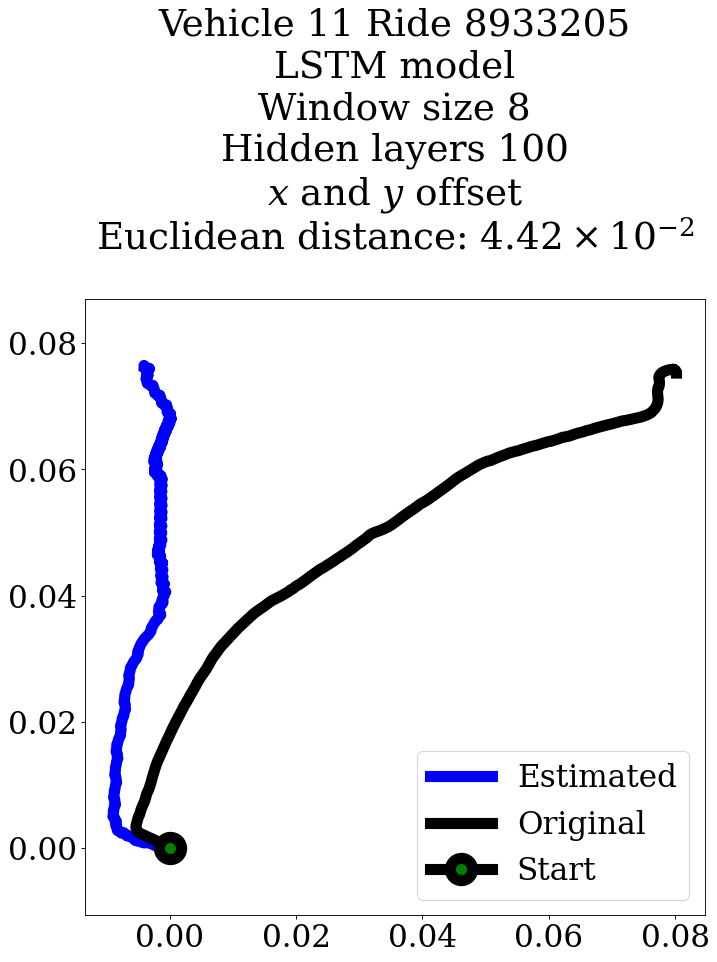 Vehicle 11 Ride 8933205
LSTM model
Window size 8
Hidden layers 100
x and y offset
Euclidean distance: 4.42 × 10⁻²
0.08
0.06
0.04
0.02
0.00
Estimated
Original
Start
0.00 0.02 0.04 0.06 0.08